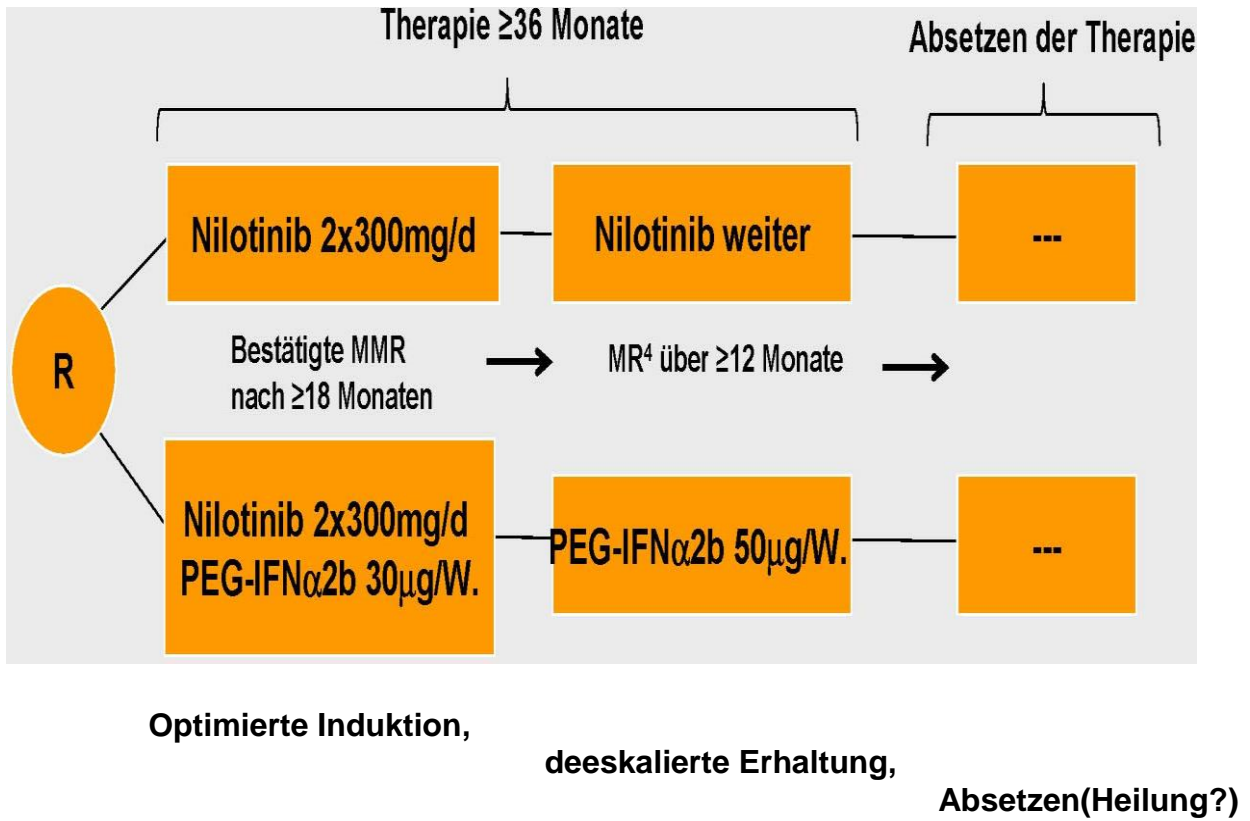 Therapie ≥36 Monate
Absetzen der Therapie
Nilotinib 2x300mg/d
Nilotinib weiter
---
R
Bestätigte MMR
nach ≥18 Monaten
MR⁴ über ≥12 Monate
Nilotinib 2x300mg/d
PEG-IFNα2b 30μg/W.
PEG-IFNα2b 50μg/W.
---
Optimierte Induktion,
deeskalierte Erhaltung,
Absetzen(Heilung?)